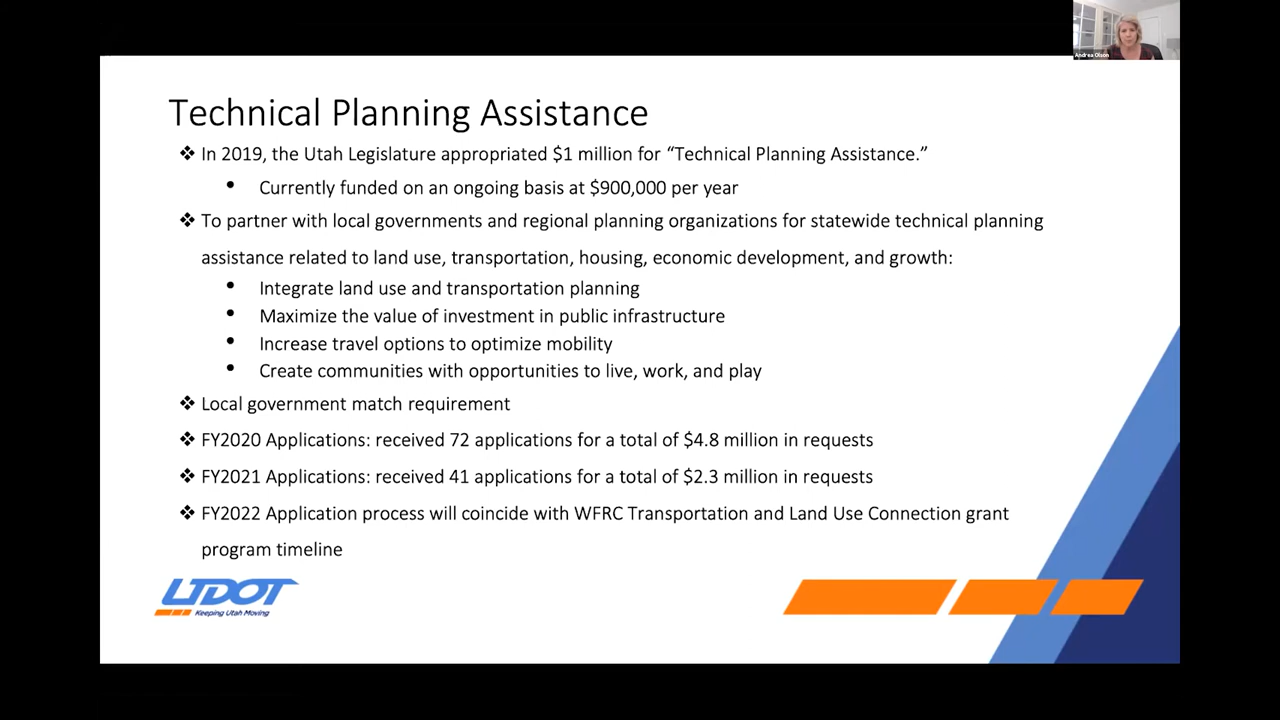 Andrea Olson
Technical Planning Assistance
❖ In 2019, the Utah Legislature appropriated $1 million for “Technical Planning Assistance.”
• Currently funded on an ongoing basis at $900,000 per year
❖ To partner with local governments and regional planning organizations for statewide technical planning
assistance related to land use, transportation, housing, economic development, and growth:
• Integrate land use and transportation planning
• Maximize the value of investment in public infrastructure
• Increase travel options to optimize mobility
• Create communities with opportunities to live, work, and play
❖ Local government match requirement
❖ FY2020 Applications: received 72 applications for a total of $4.8 million in requests
❖ FY2021 Applications: received 41 applications for a total of $2.3 million in requests
❖ FY2022 Application process will coincide with WFRC Transportation and Land Use Connection grant
program timeline
UDOT
Keeping Utah Moving